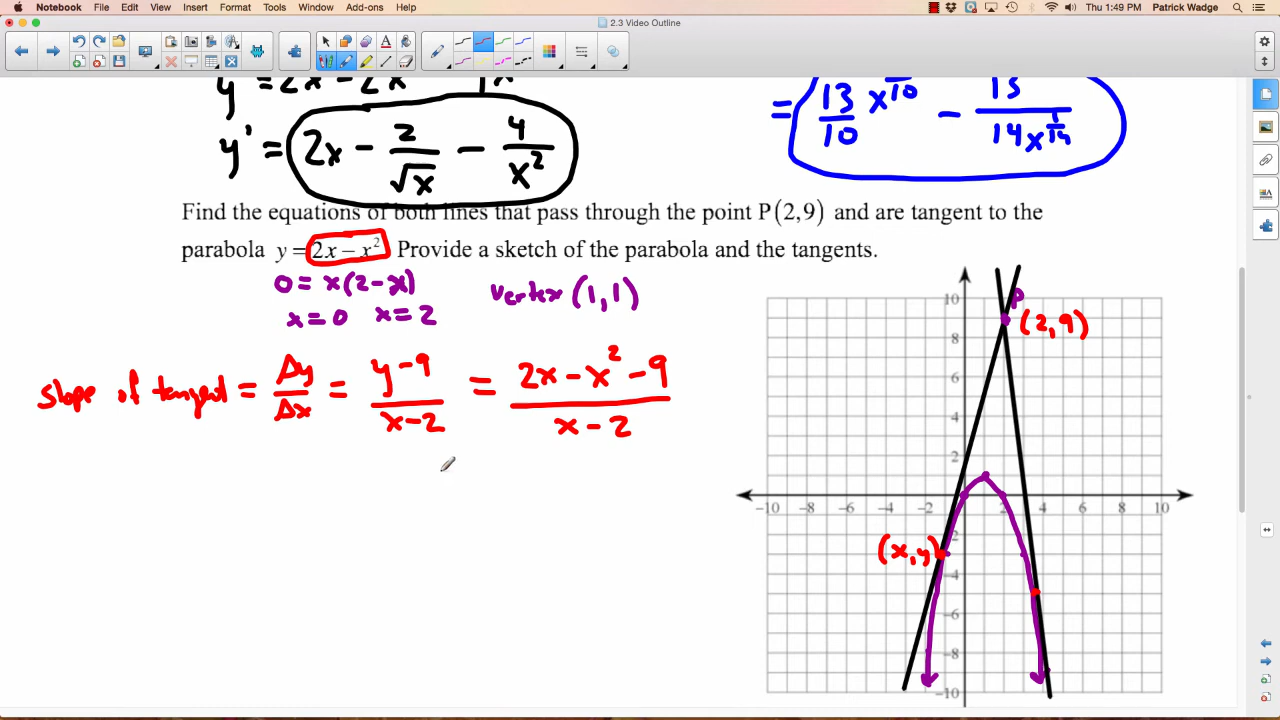 Notebook File Edit View Insert Format Tools Window Add-ons Help Thu 1:49 PM Patrick Wadge
2.3 Video Outline
y' = 2x - 2/√x - 4/x²
= 13/10 x - 13/14x^(1/14)
Find the equations of both lines that pass through the point P(2,9) and are tangent to the
parabola y = 2x − x² Provide a sketch of the parabola and the tangents.
0 = x(2-x) vertex (1,1)
x=0 x=2
slope of tangent = Δy/Δx = y-9/x-2 = 2x-x²-9/x-2
P
(2,9)
(x,y)
10
8
6
4
2
-10 -8 -6 -4 -2 2 4 6 8 10
2
-4
-6
-8
-10